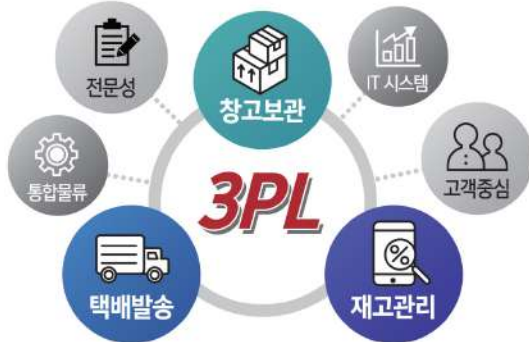 전문성
창고보관
IT 시스템
통합물류
3PL
고객중심
택배발송
재고관리